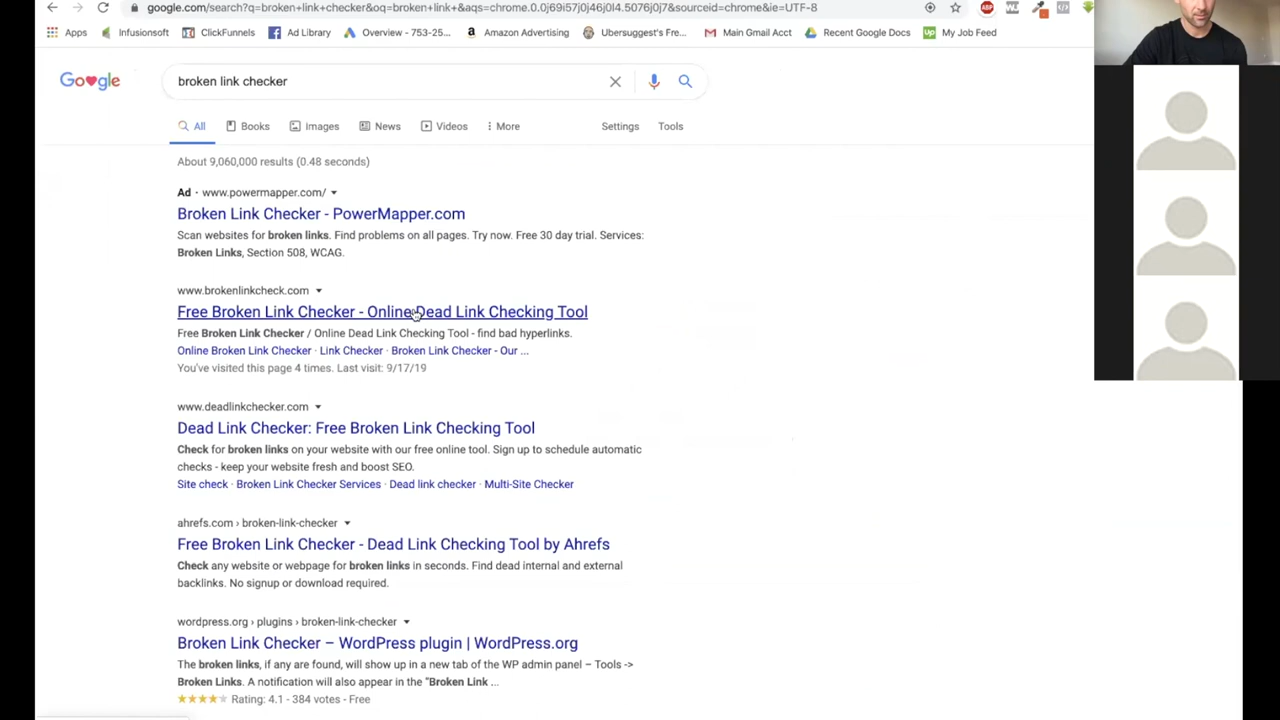 google.com/search?q=broken+link+checker&oq=broken+link+&aqs=chrome.0.0j69i57j0j46j0l4.5076j0j7&sourceid=chrome&ie=UTF-8
ABP
Apps Infusionsoft ClickFunnels Ad Library Overview - 753-25... Amazon Advertising Ubersuggest's Fre... Main Gmail Acct Recent Google Docs Up My Job Feed
Google broken link checker
All Books Images News Videos More Settings Tools
About 9,060,000 results (0.48 seconds)
Ad · www.powermapper.com/
Broken Link Checker - PowerMapper.com
Scan websites for broken links. Find problems on all pages. Try now. Free 30 day trial. Services:
Broken Links, Section 508, WCAG.
www.brokenlinkcheck.com
Free Broken Link Checker - Online Dead Link Checking Tool
Free Broken Link Checker / Online Dead Link Checking Tool - find bad hyperlinks.
Online Broken Link Checker · Link Checker · Broken Link Checker - Our ...
You've visited this page 4 times. Last visit: 9/17/19
www.deadlinkchecker.com
Dead Link Checker: Free Broken Link Checking Tool
Check for broken links on your website with our free online tool. Sign up to schedule automatic
checks - keep your website fresh and boost SEO.
Site check · Broken Link Checker Services · Dead link checker · Multi-Site Checker
ahrefs.com › broken-link-checker
Free Broken Link Checker - Dead Link Checking Tool by Ahrefs
Check any website or webpage for broken links in seconds. Find dead internal and external
backlinks. No signup or download required.
wordpress.org › plugins › broken-link-checker
Broken Link Checker – WordPress plugin | WordPress.org
The broken links, if any are found, will show up in a new tab of the WP admin panel – Tools ->
Broken Links. A notification will also appear in the "Broken Link ...
Rating: 4.1 - 384 votes - Free